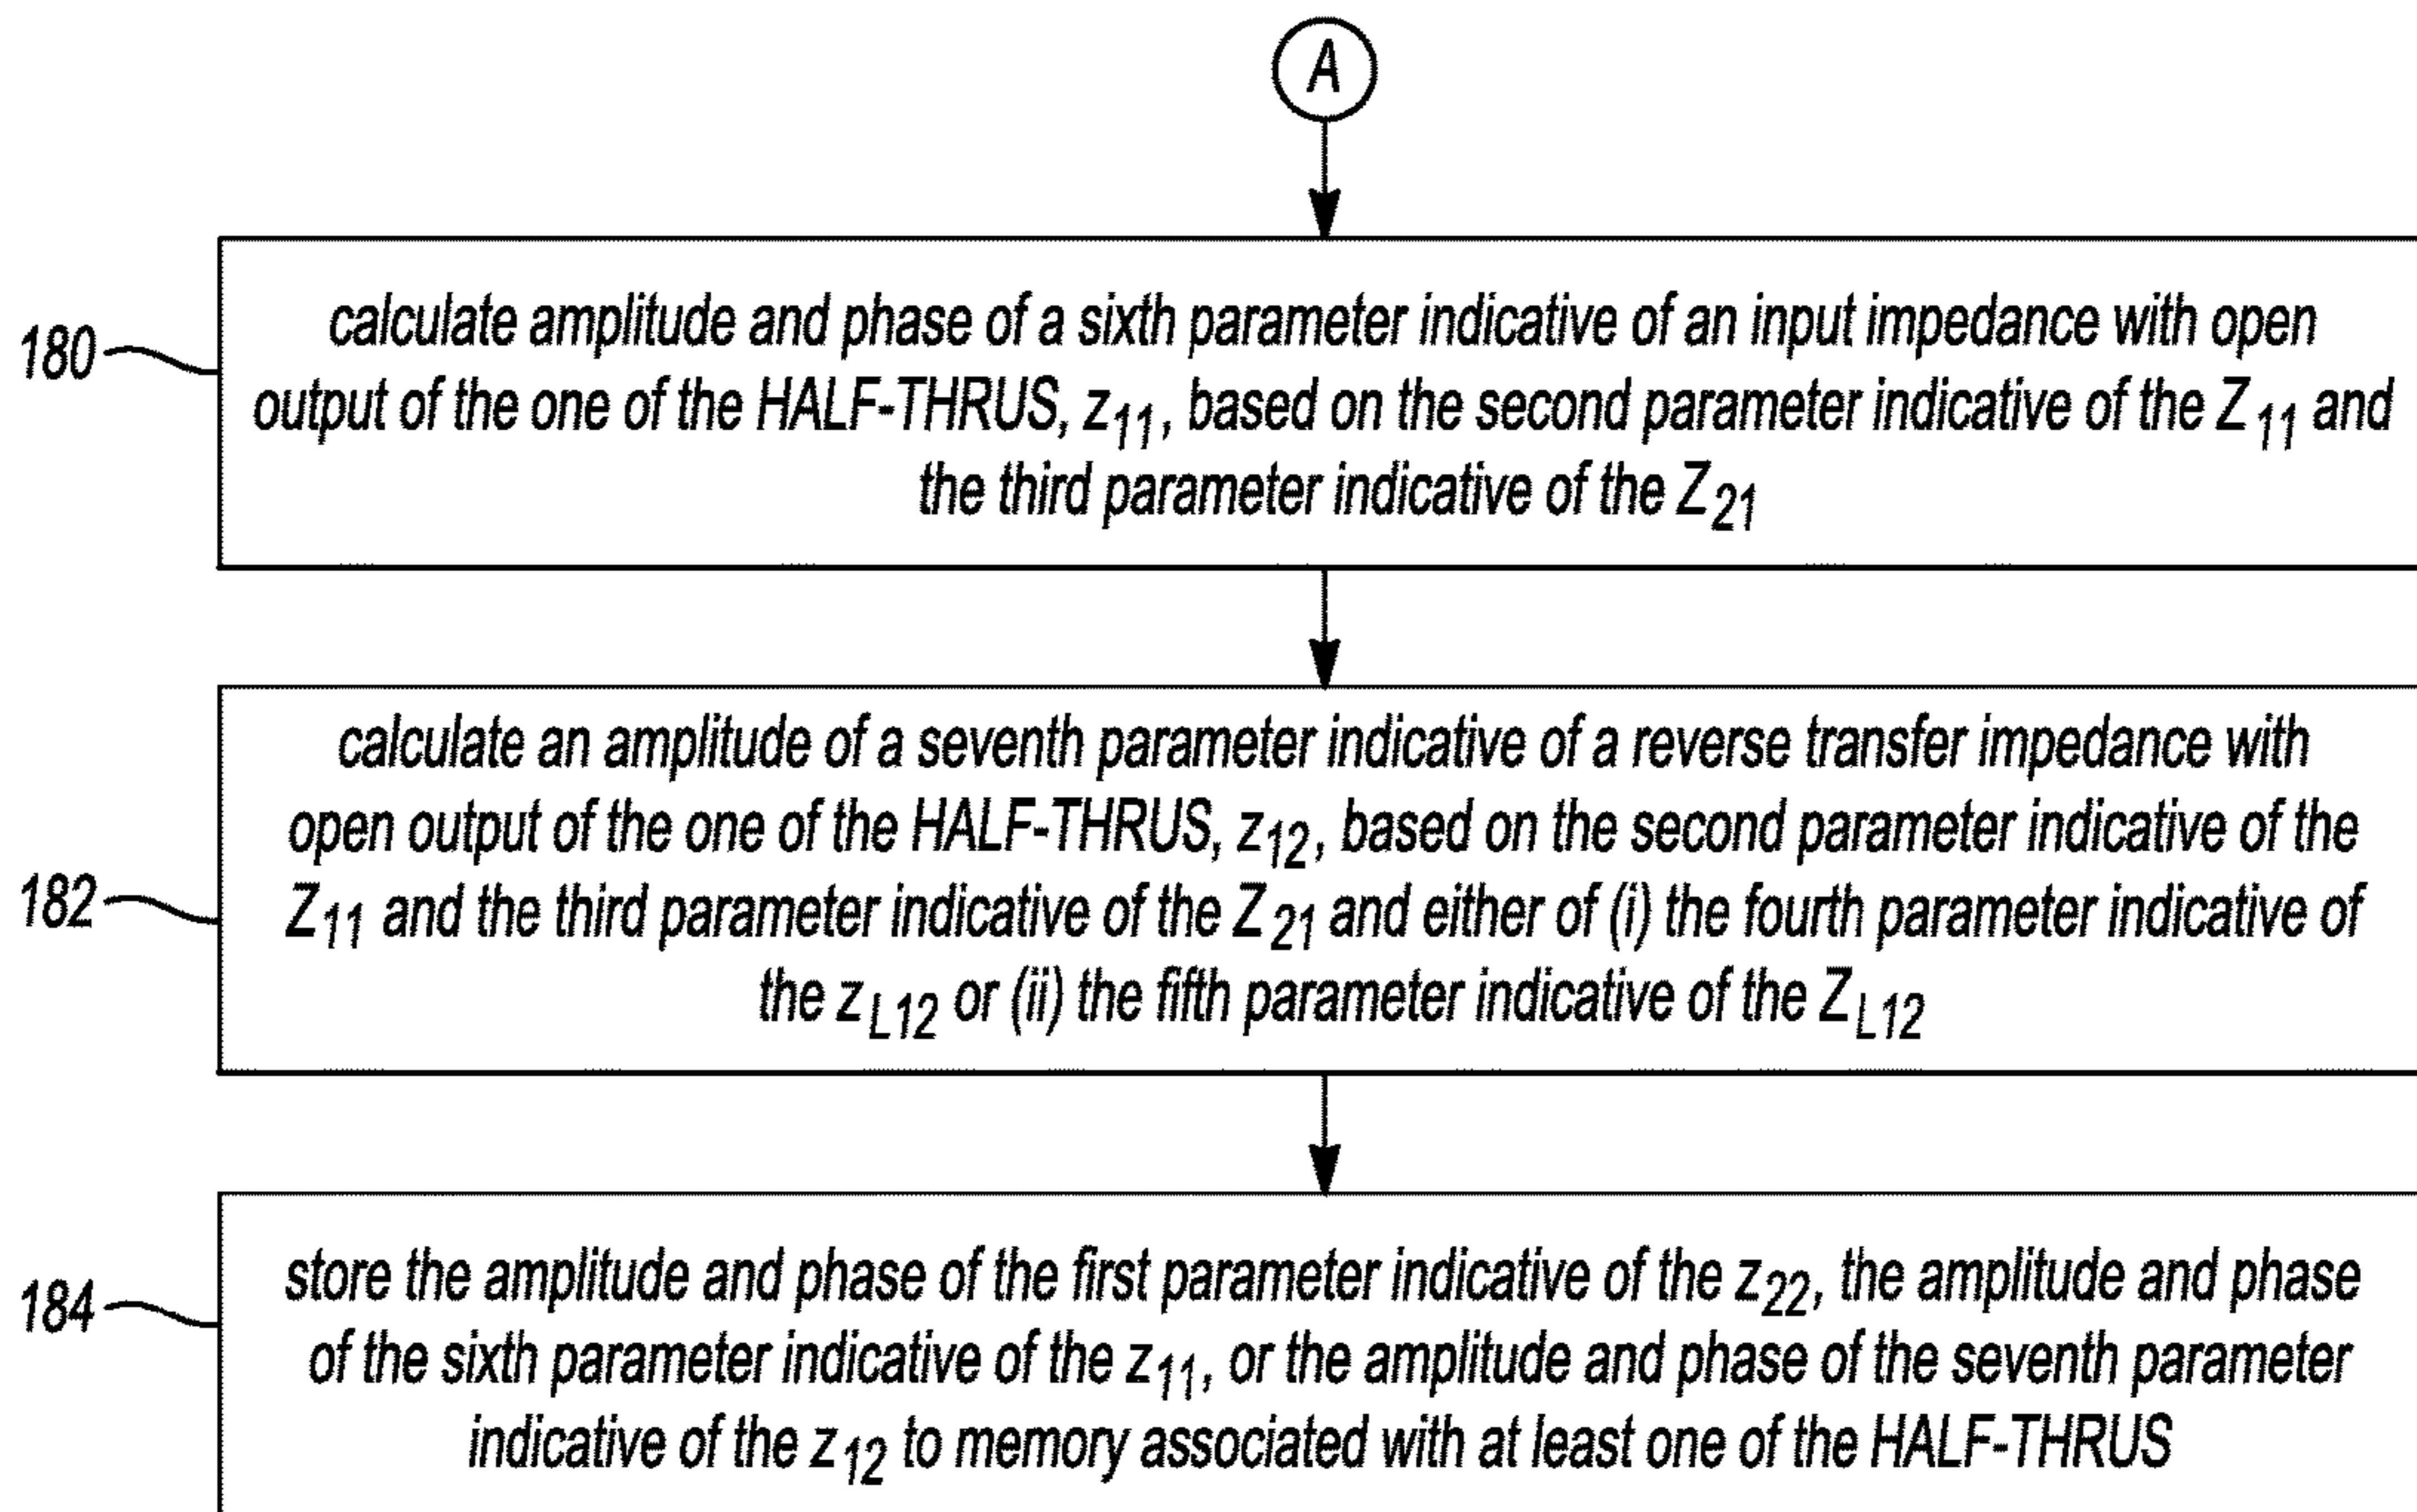 A
180
calculate amplitude and phase of a sixth parameter indicative of an input impedance with open
output of the one of the HALF-THRUS, z11, based on the second parameter indicative of the Z11 and
the third parameter indicative of the Z21
182
calculate an amplitude of a seventh parameter indicative of a reverse transfer impedance with
open output of the one of the HALF-THRUS, z12, based on the second parameter indicative of the
Z11 and the third parameter indicative of the Z21 and either of (i) the fourth parameter indicative of
the zL12 or (ii) the fifth parameter indicative of the ZL12
184
store the amplitude and phase of the first parameter indicative of the z22, the amplitude and phase
of the sixth parameter indicative of the z11, or the amplitude and phase of the seventh parameter
indicative of the z12 to memory associated with at least one of the HALF-THRUS